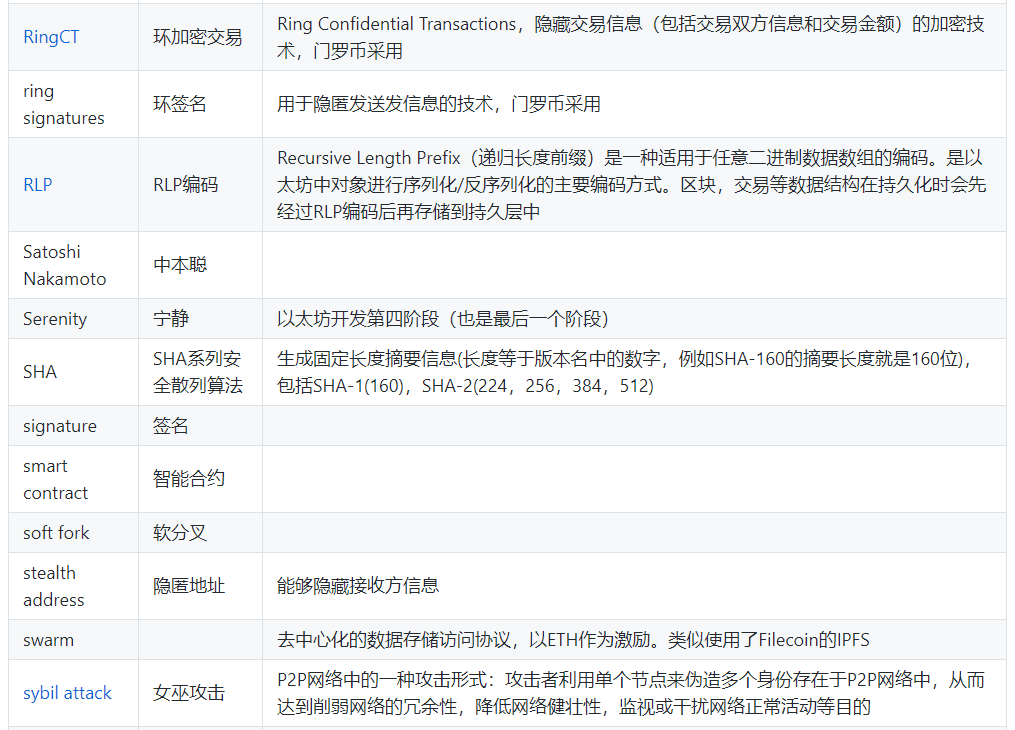 RingCT
环加密交易
Ring Confidential Transactions，隐藏交易信息（包括交易双方信息和交易金额）的加密技
术，门罗币采用
ring
signatures
环签名
用于隐匿发送发信息的技术，门罗币采用
RLP
RLP编码
Recursive Length Prefix（递归长度前缀）是一种适用于任意二进制数据数组的编码。是以
太坊中对象进行序列化/反序列化的主要编码方式。区块，交易等数据结构在持久化时会先
经过RLP编码后再存储到持久层中
Satoshi
Nakamoto
中本聪
Serenity
宁静
以太坊开发第四阶段（也是最后一个阶段）
SHA
SHA系列安
全散列算法
生成固定长度摘要信息(长度等于版本名中的数字，例如SHA-160的摘要长度就是160位)，
包括SHA-1(160)，SHA-2(224，256，384，512)
signature
签名
smart
contract
智能合约
soft fork
软分叉
stealth
address
隐匿地址
能够隐藏接收方信息
swarm
去中心化的数据存储访问协议，以ETH作为激励。类似使用了Filecoin的IPFS
sybil attack
女巫攻击
P2P网络中的一种攻击形式：攻击者利用单个节点来伪造多个身份存在于P2P网络中，从而
达到削弱网络的冗余性，降低网络健壮性，监视或干扰网络正常活动等目的